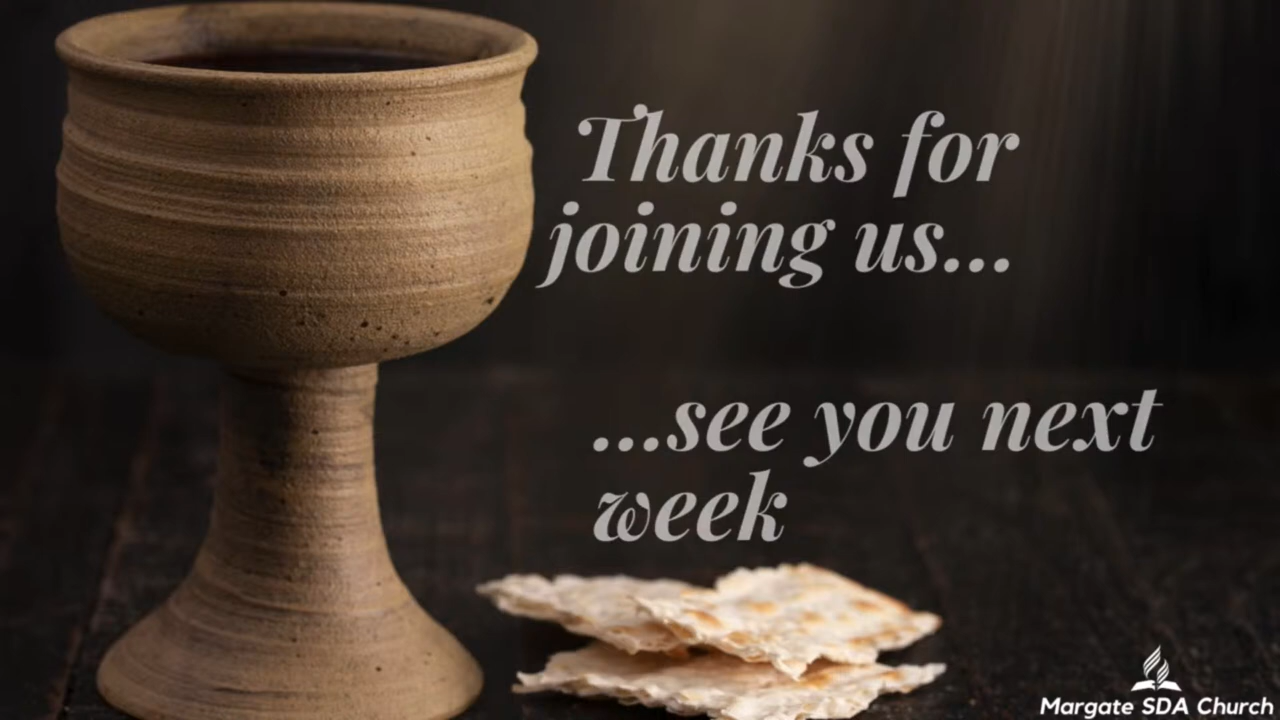 Thanks for
joining us...
...see you next
week
Margate SDA Church